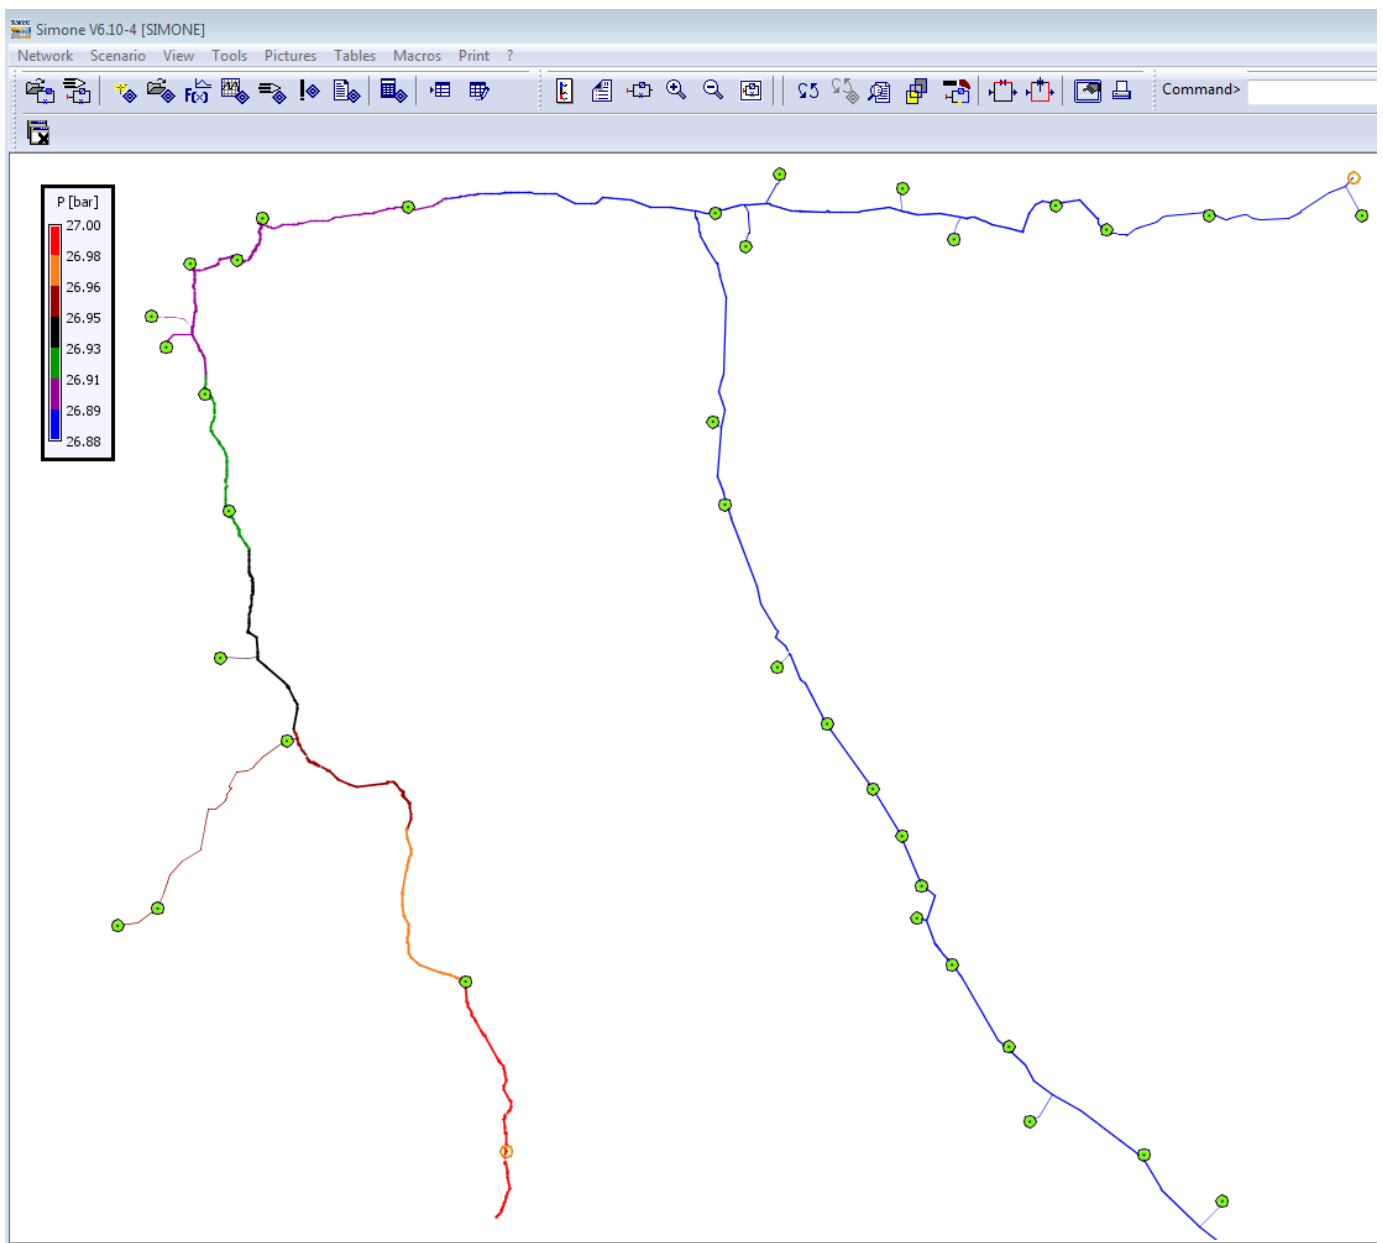 Simone V6.10-4 [SIMONE]
Network Scenario View Tools Pictures Tables Macros Print ?
F(x) Command>
P [bar]
27.00
26.98
26.96
26.95
26.93
26.91
26.89
26.88